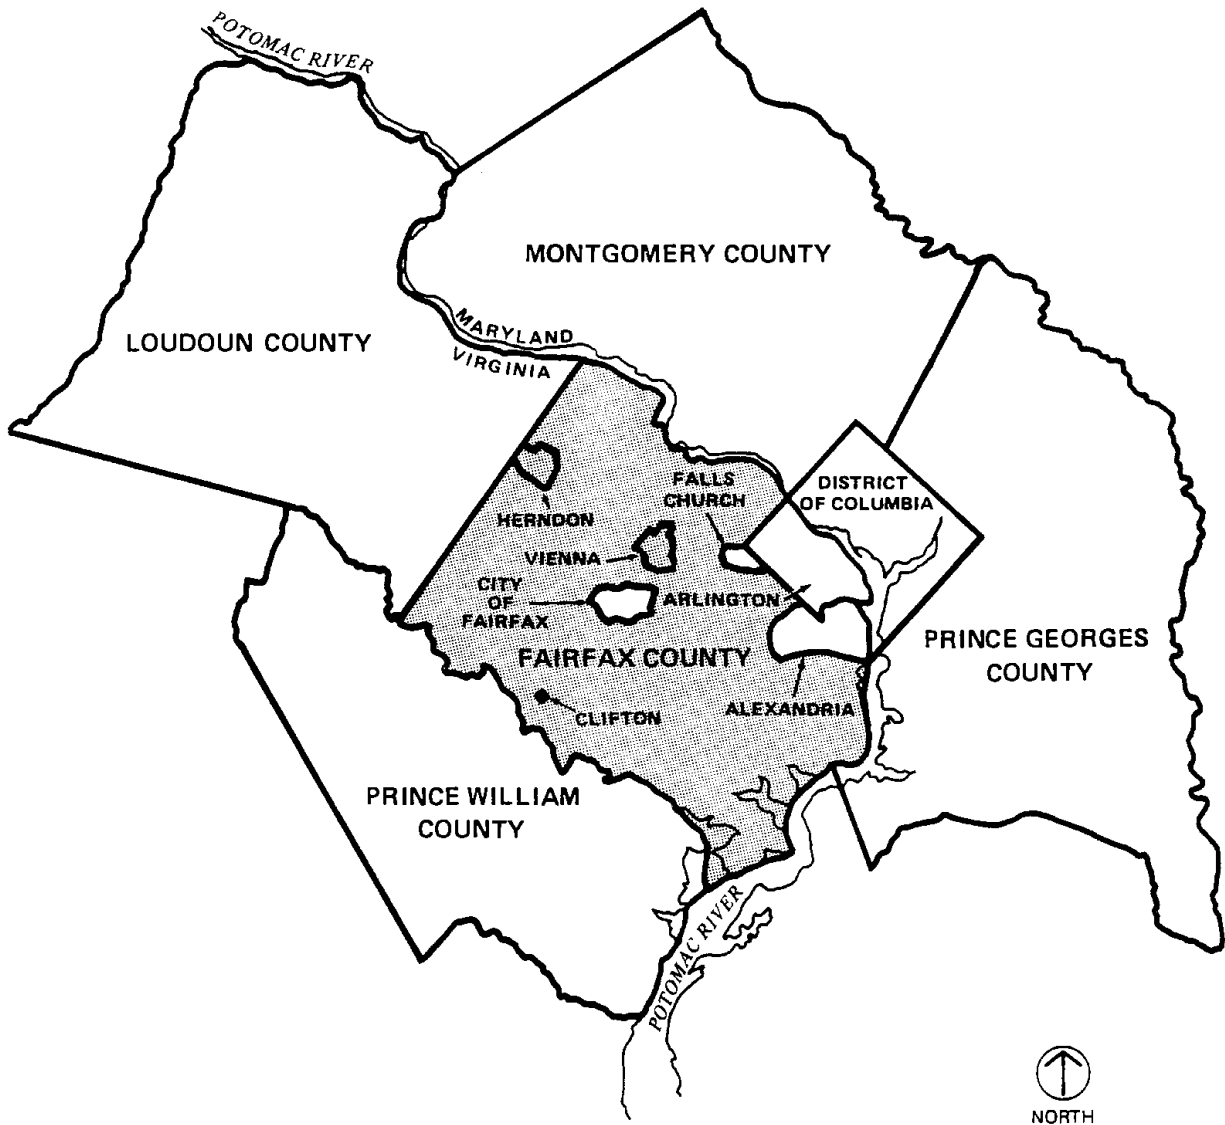 POTOMAC RIVER
MONTGOMERY COUNTY
LOUDOUN COUNTY
MARYLAND
VIRGINIA
FALLS
CHURCH
DISTRICT
OF COLUMBIA
HERNDON
VIENNA
CITY
OF
FAIRFAX
ARLINGTON
PRINCE GEORGES
COUNTY
FAIRFAX COUNTY
CLIFTON
ALEXANDRIA
PRINCE WILLIAM
COUNTY
POTOMAC RIVER
NORTH